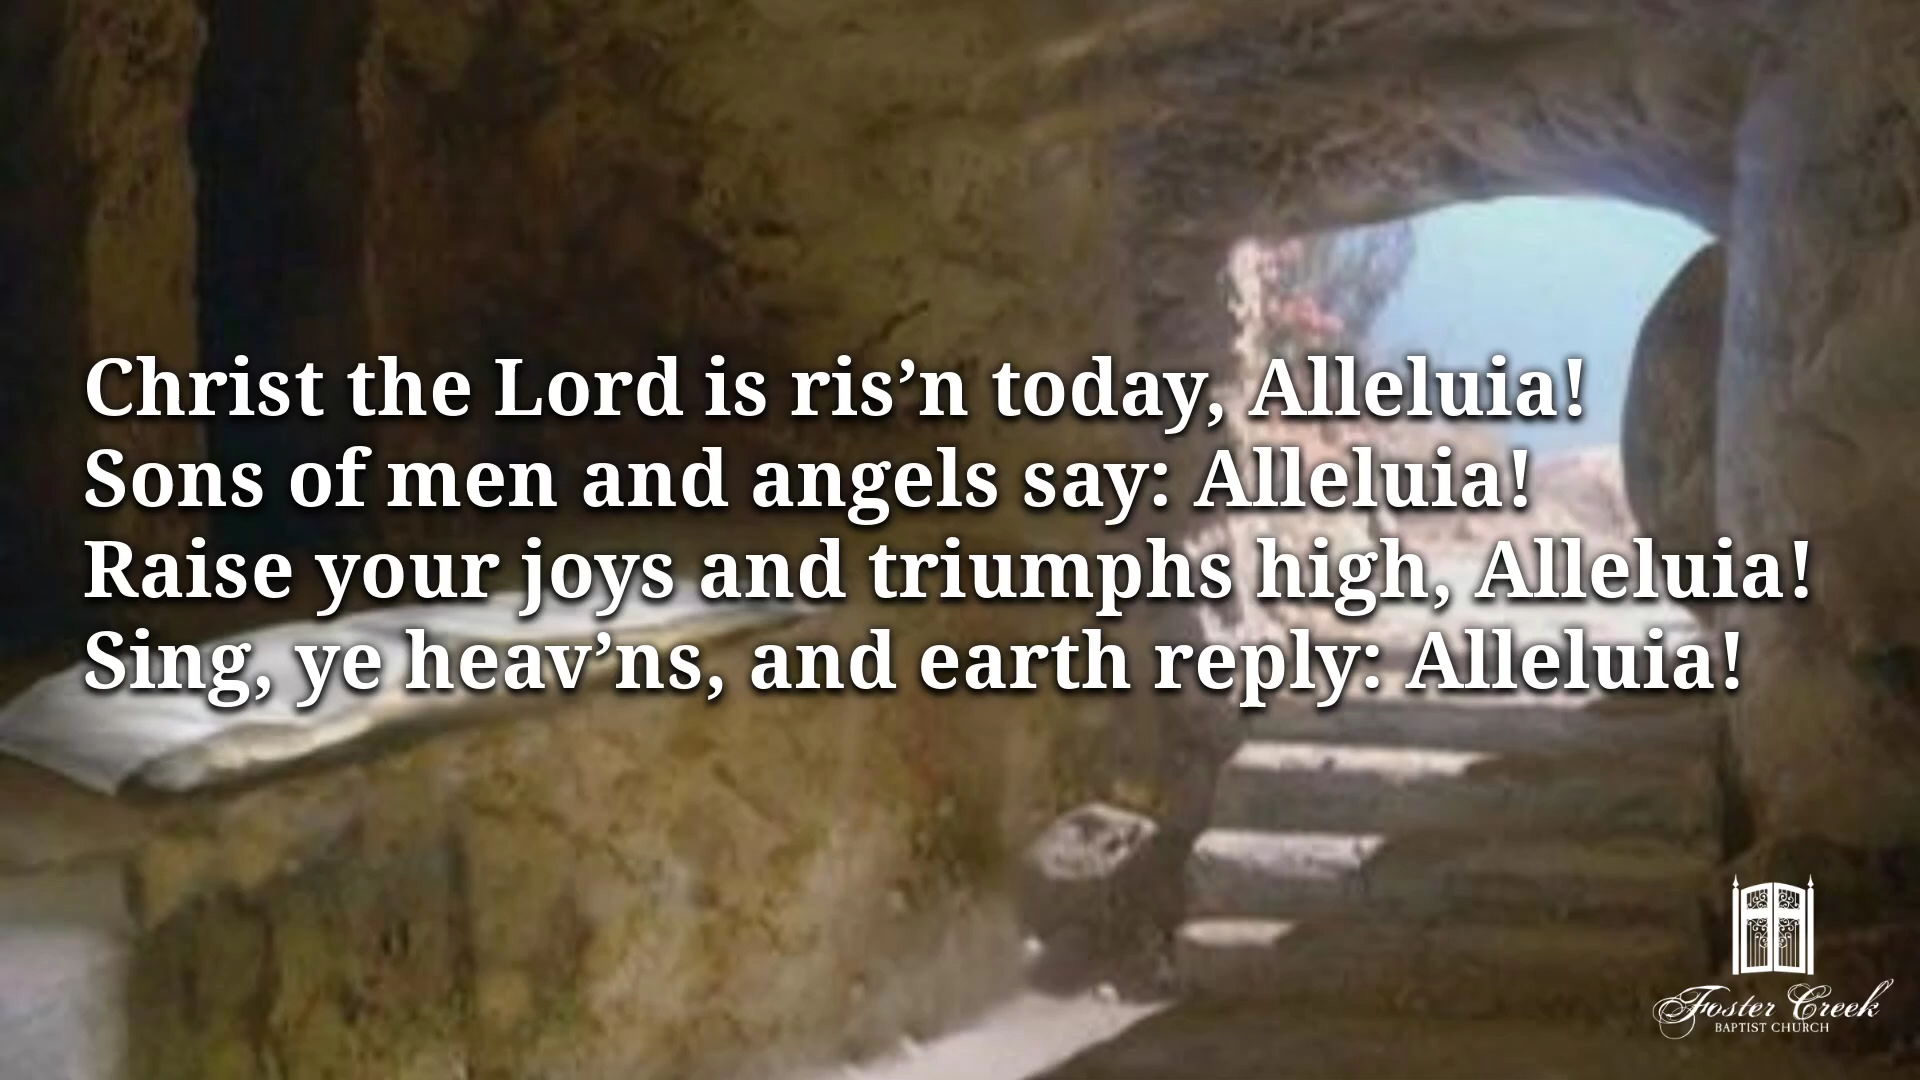 Christ the Lord is ris’n today, Alleluia!
Sons of men and angels say: Alleluia!
Raise your joys and triumphs high, Alleluia!
Sing, ye heav’ns, and earth reply: Alleluia!
Foster Creek
BAPTIST CHURCH